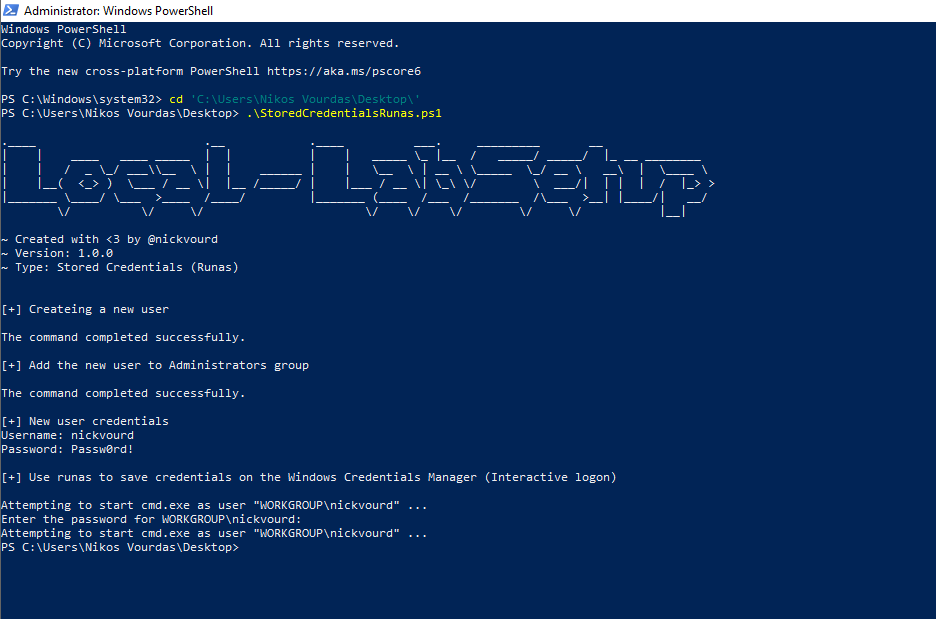 Administrator: Windows PowerShell
Windows PowerShell
Copyright (C) Microsoft Corporation. All rights reserved.
Try the new cross-platform PowerShell https://aka.ms/pscore6
PS C:\Windows\system32> cd 'C:\Users\Nikos Vourdas\Desktop\'
PS C:\Users\Nikos Vourdas\Desktop> .\StoredCredentialsRunas.ps1
Local-LabSetup
~ Created with <3 by @nickvourd
~ Version: 1.0.0
~ Type: Stored Credentials (Runas)
[+] Createing a new user
The command completed successfully.
[+] Add the new user to Administrators group
The command completed successfully.
[+] New user credentials
Username: nickvourd
Password: Passw0rd!
[+] Use runas to save credentials on the Windows Credentials Manager (Interactive logon)
Attempting to start cmd.exe as user "WORKGROUP\nickvourd" ...
Enter the password for WORKGROUP\nickvourd:
Attempting to start cmd.exe as user "WORKGROUP\nickvourd" ...
PS C:\Users\Nikos Vourdas\Desktop>